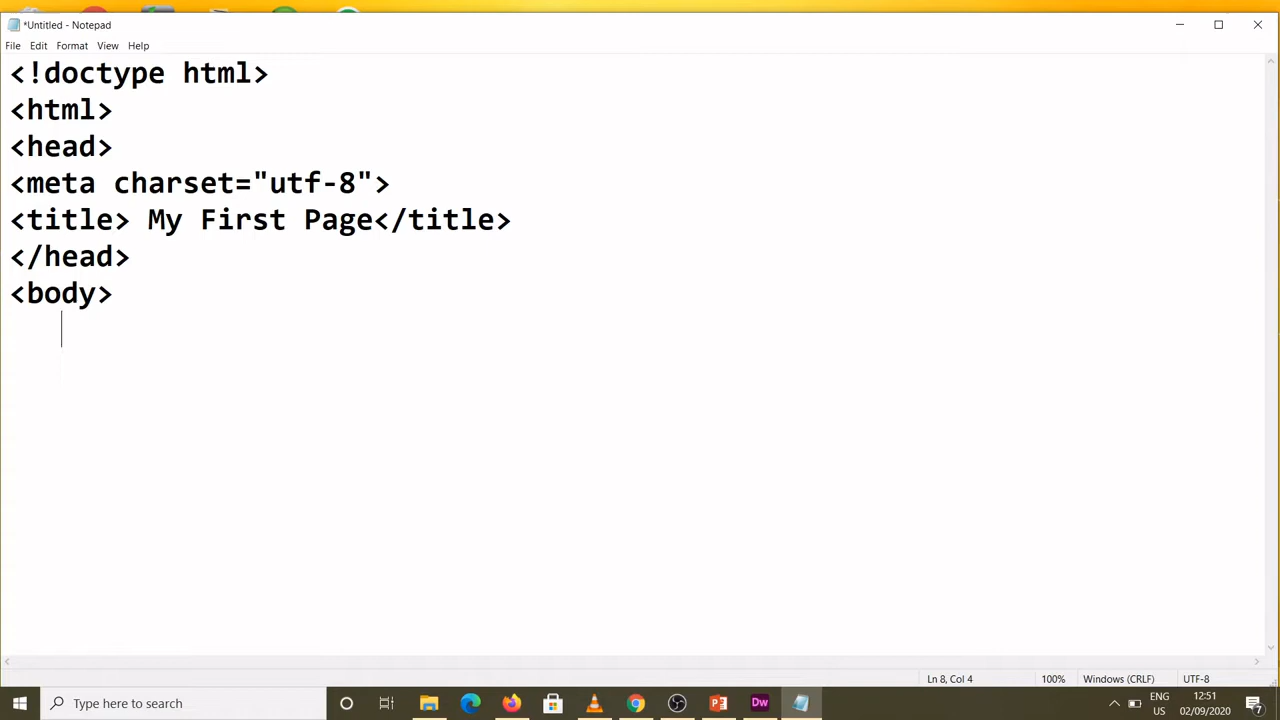 *Untitled - Notepad
File Edit Format View Help
<!doctype html>
<html>
<head>
<meta charset="utf-8">
<title> My First Page</title>
</head>
<body>
Ln 8, Col 4 100% Windows (CRLF) UTF-8
Type here to search Dw ENG 12:51
US 02/09/2020 7